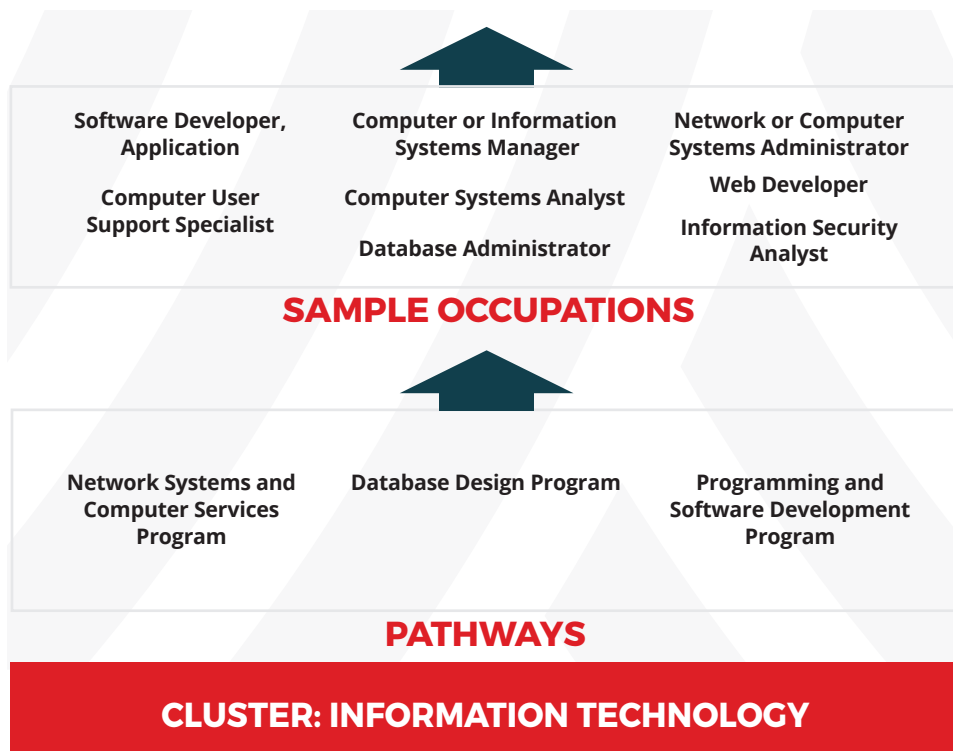 Software Developer,
Application
Computer User
Support Specialist
Computer or Information
Systems Manager
Computer Systems Analyst
Database Administrator
Network or Computer
Systems Administrator
Web Developer
Information Security
Analyst
SAMPLE OCCUPATIONS
Network Systems and
Computer Services
Program
Database Design Program
Programming and
Software Development
Program
PATHWAYS
CLUSTER: INFORMATION TECHNOLOGY